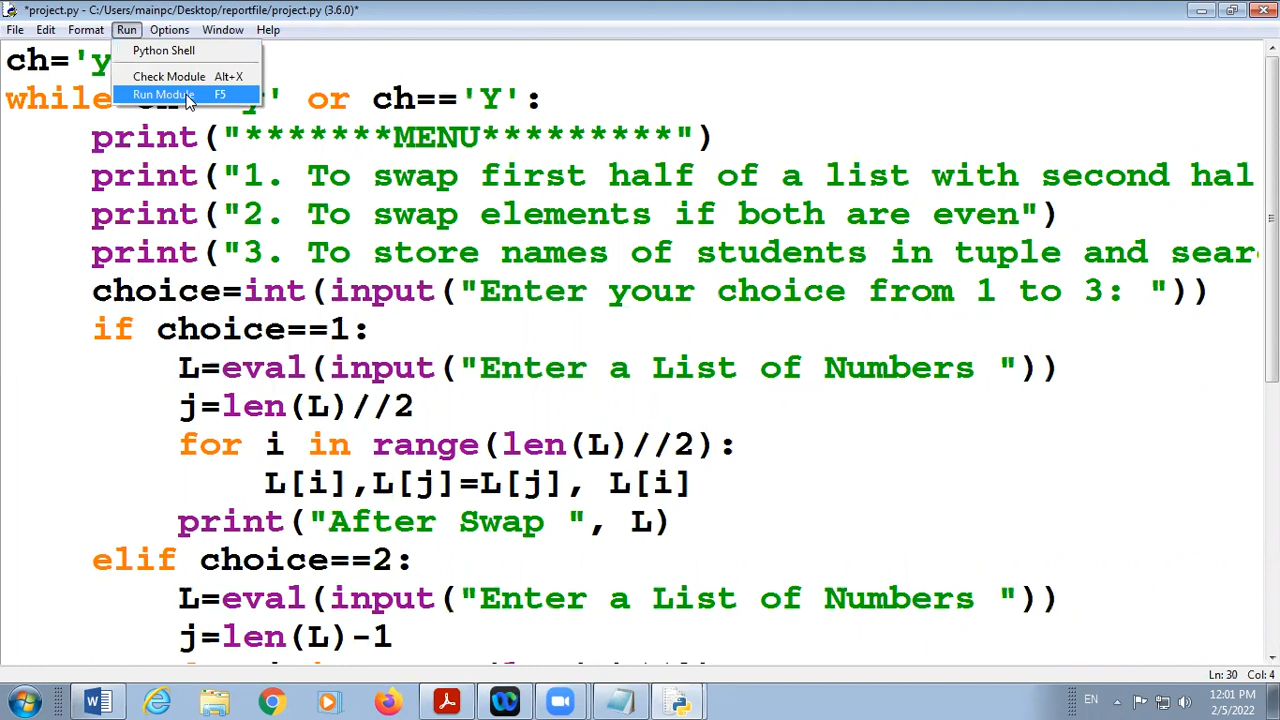 *project.py - C:/Users/mainpc/Desktop/reportfile/project.py (3.6.0)*
File Edit Format Run Options Window Help
Python Shell
Check Module Alt+X
Run Module F5
ch='y
while ' or ch=='Y':
print("*******MENU*********")
print("1. To swap first half of a list with second hal
print("2. To swap elements if both are even")
print("3. To store names of students in tuple and sear
choice=int(input("Enter your choice from 1 to 3: "))
if choice==1:
L=eval(input("Enter a List of Numbers "))
j=len(L)//2
for i in range(len(L)//2):
L[i],L[j]=L[j], L[i]
print("After Swap ", L)
elif choice==2:
L=eval(input("Enter a List of Numbers "))
j=len(L)-1
Ln: 30 Col: 4
EN
12:01 PM
2/5/2022